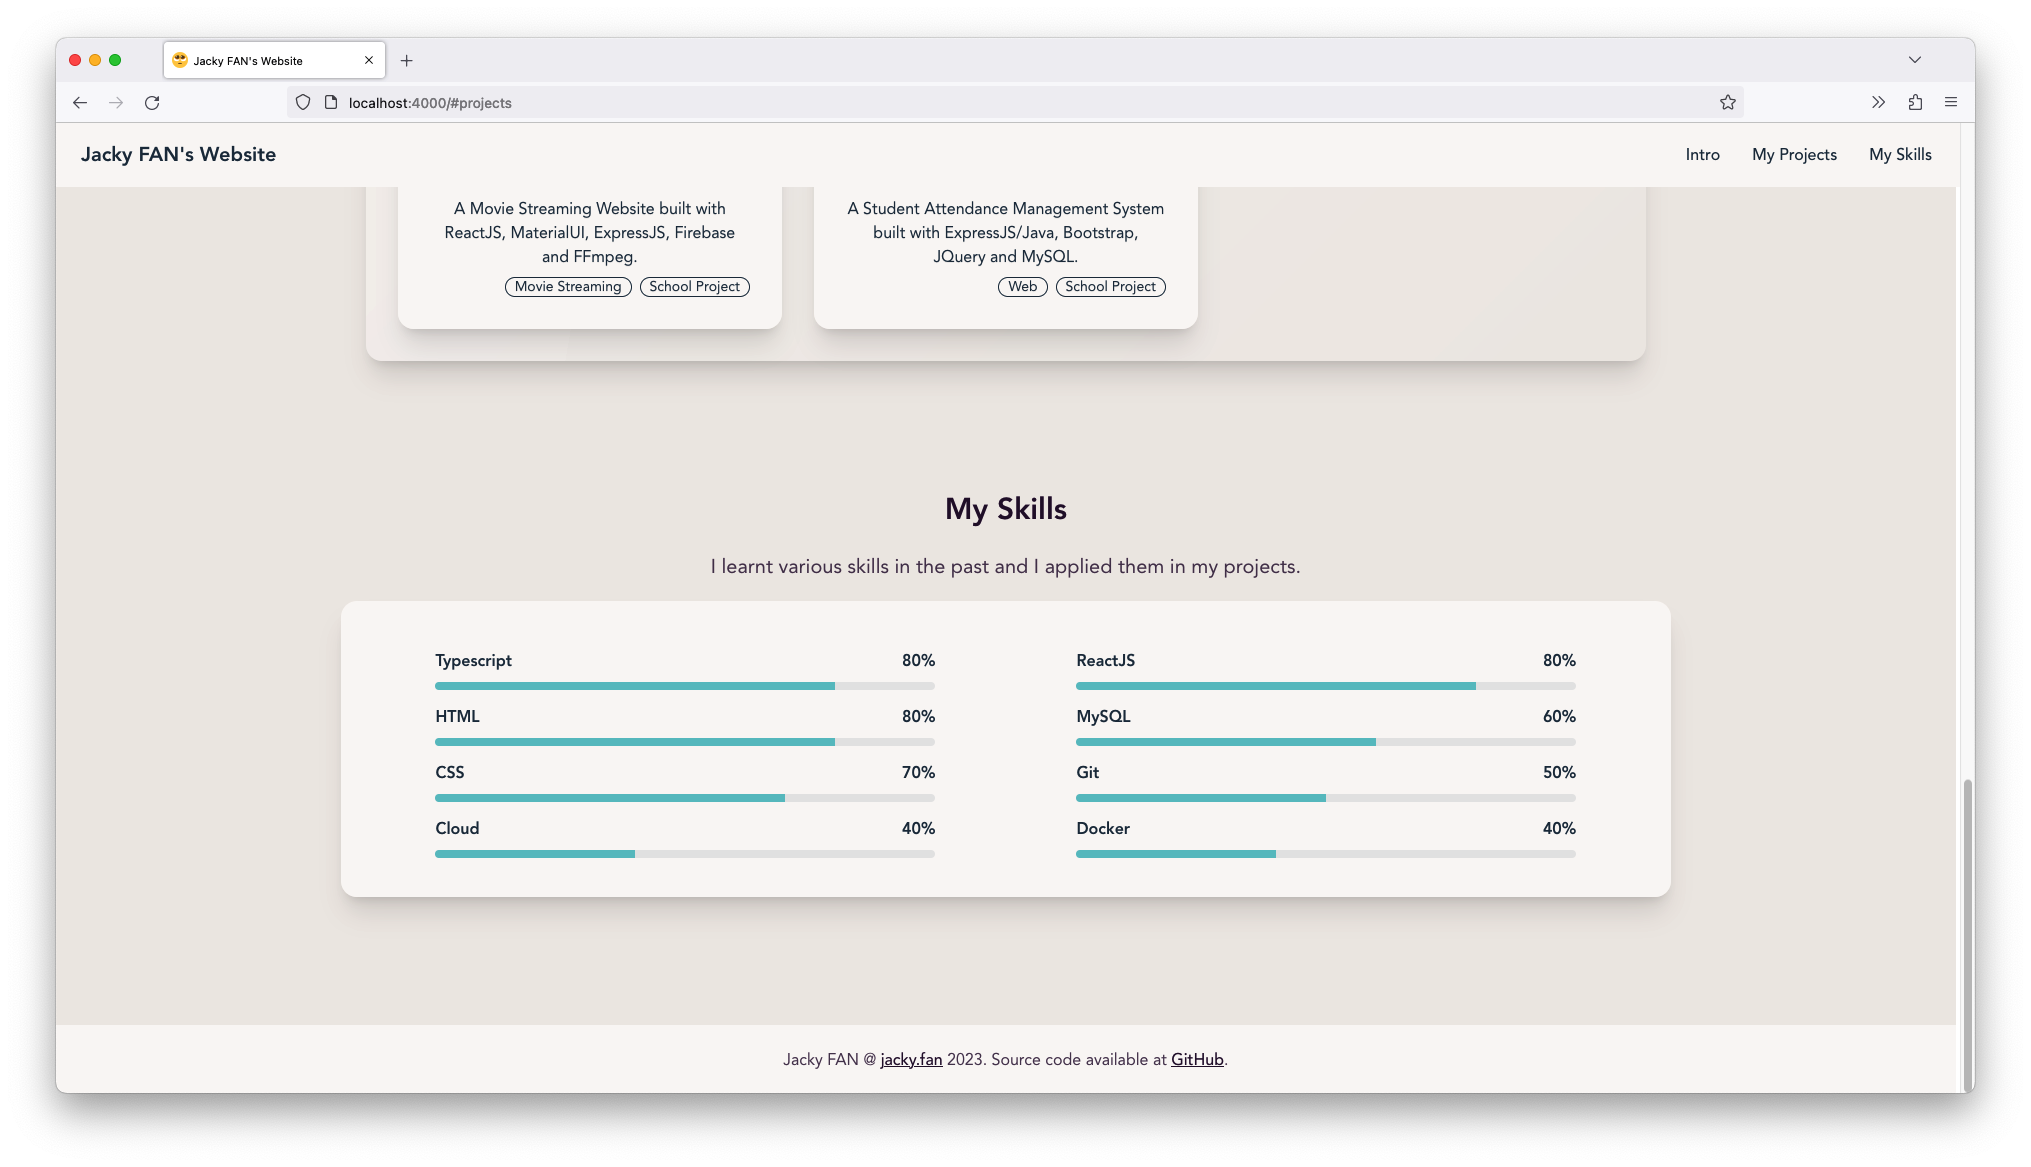 Jacky FAN's Website
localhost:4000/#projects
Jacky FAN's Website
Intro
My Projects
My Skills
A Movie Streaming Website built with
ReactJS, MaterialUI, ExpressJS, Firebase
and FFmpeg.
Movie Streaming
School Project
A Student Attendance Management System
built with ExpressJS/Java, Bootstrap,
JQuery and MySQL.
Web
School Project
My Skills
I learnt various skills in the past and I applied them in my projects.
Typescript 80%
HTML 80%
CSS 70%
Cloud 40%
ReactJS 80%
MySQL 60%
Git 50%
Docker 40%
Jacky FAN @ jacky.fan 2023. Source code available at GitHub.